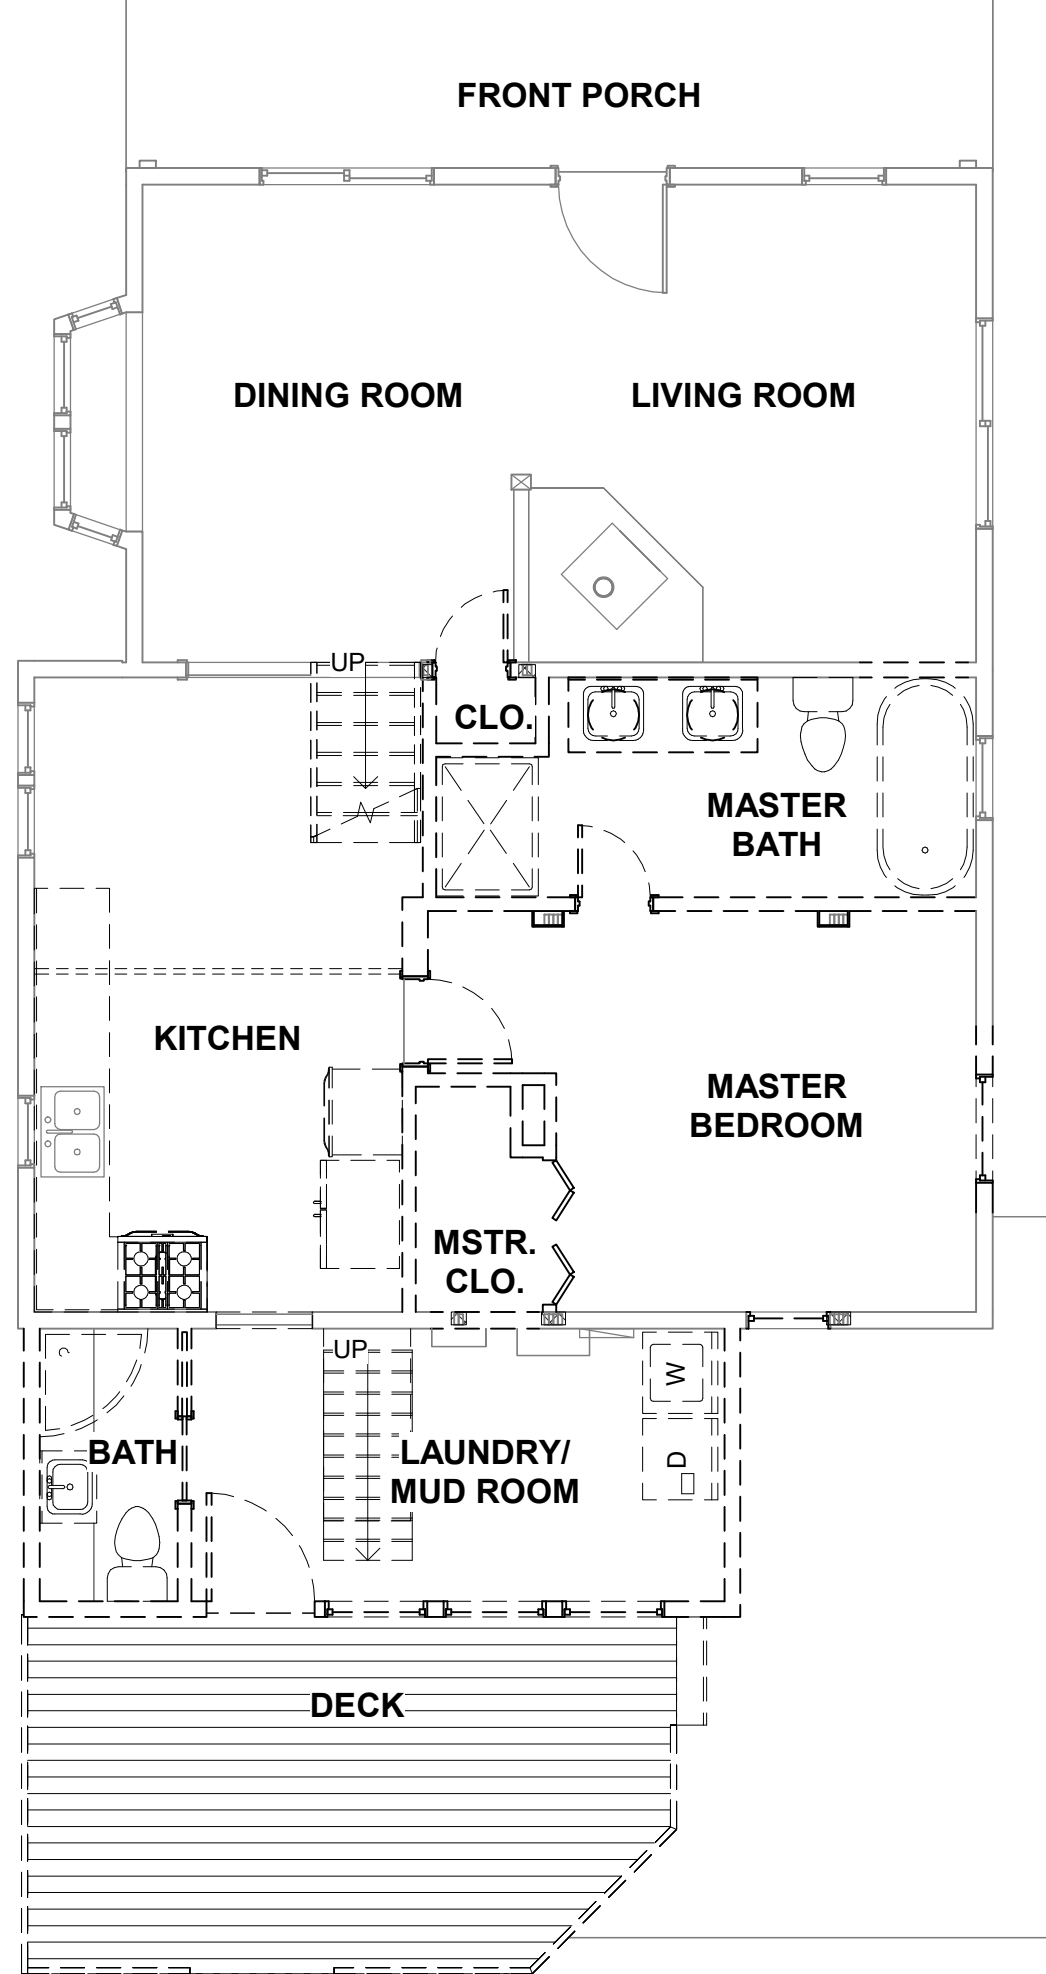 FRONT PORCH
DINING ROOM
LIVING ROOM
UP
CLO.
MASTER
BATH
KITCHEN
MASTER
BEDROOM
MSTR.
CLO.
UP
W
BATH
LAUNDRY/
MUD ROOM
D
DECK